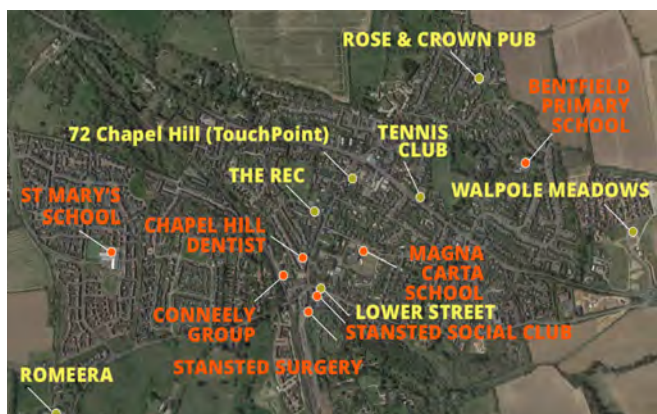 ROSE & CROWN PUB
BENTFIELD
PRIMARY
SCHOOL
72 Chapel Hill (TouchPoint)
TENNIS
CLUB
THE REC
WALPOLE MEADOWS
ST MARY'S
SCHOOL
CHAPEL HILL
DENTIST
MAGNA
CARTA
SCHOOL
CONNEELY
GROUP
LOWER STREET
STANSTED SOCIAL CLUB
STANSTED SURGERY
ROMEERA